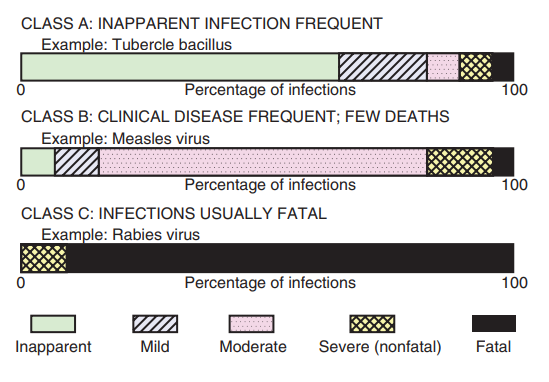 CLASS A: INAPPARENT INFECTION FREQUENT
Example: Tubercle bacillus
0 Percentage of infections 100
CLASS B: CLINICAL DISEASE FREQUENT; FEW DEATHS
Example: Measles virus
0 Percentage of infections 100
CLASS C: INFECTIONS USUALLY FATAL
Example: Rabies virus
0 Percentage of infections 100
Inapparent Mild Moderate Severe (nonfatal) Fatal